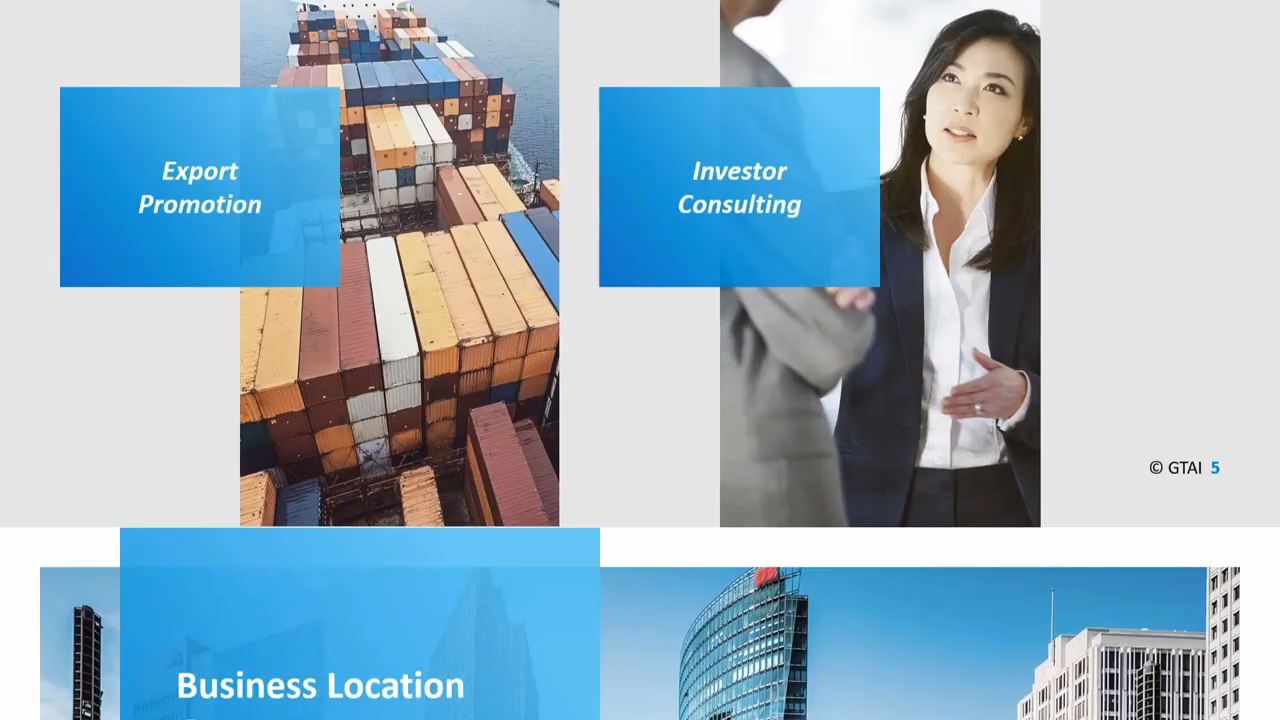 Export
Promotion
Investor
Consulting
© GTAI 5
Business Location